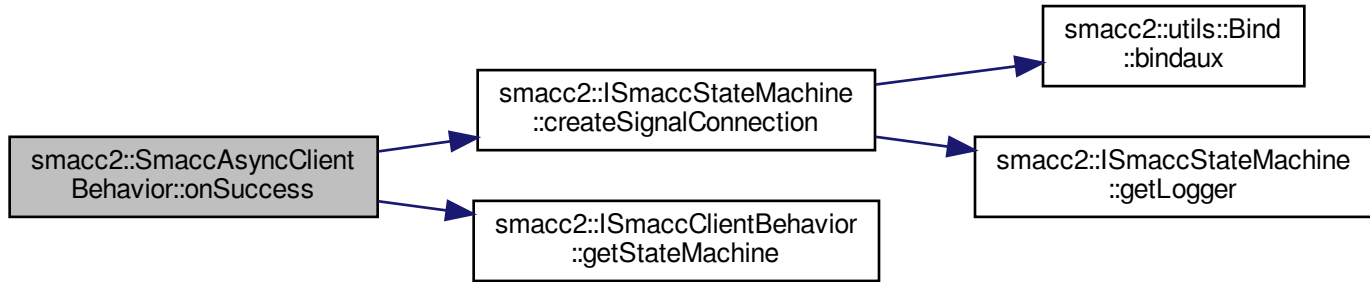 smacc2::SmaccAsyncClient
Behavior::onSuccess
smacc2::ISmaccStateMachine
::createSignalConnection
smacc2::ISmaccClientBehavior
::getStateMachine
smacc2::utils::Bind
::bindaux
smacc2::ISmaccStateMachine
::getLogger